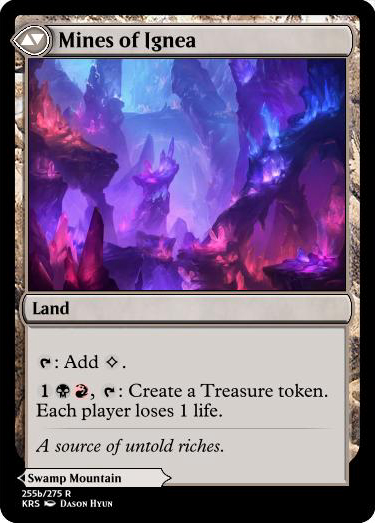 Mines of Ignea
Land
: Add .
1 , : Create a Treasure token.
Each player loses 1 life.
A source of untold riches.
Swamp Mountain
255b/275 R
KRS Dason Hyun